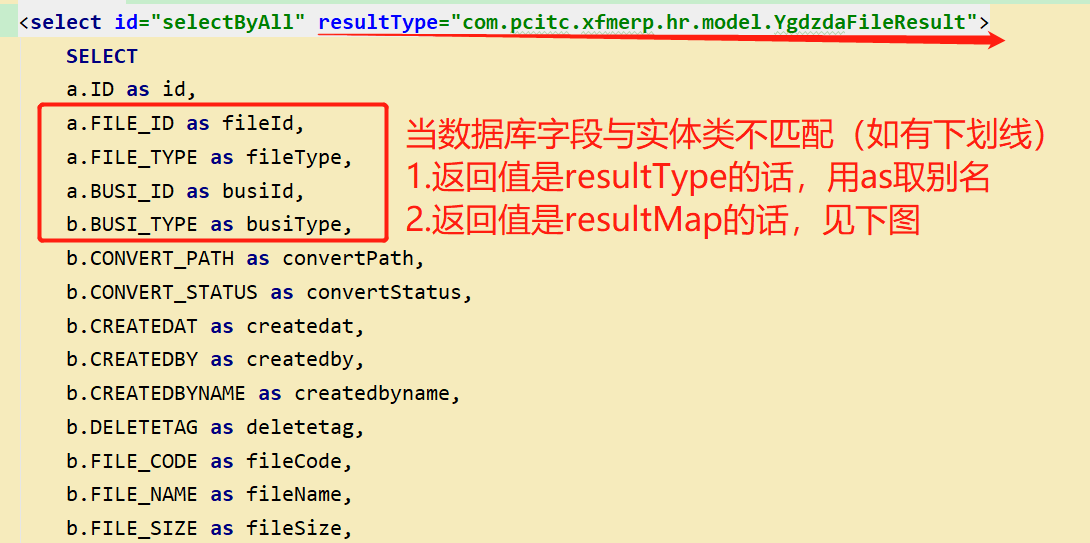 <select id="selectByAll" resultType="com.pcitc.xfmerp.hr.model.YgdzdaFileResult">
SELECT
a.ID as id,
a.FILE_ID as fileId,
a.FILE_TYPE as fileType,
a.BUSI_ID as busiId,
b.BUSI_TYPE as busiType,
当数据库字段与实体类不匹配（如有下划线）
1.返回值是resultType的话，用as取别名
2.返回值是resultMap的话，见下图
b.CONVERT_PATH as convertPath,
b.CONVERT_STATUS as convertStatus,
b.CREATEDAT as createdat,
b.CREATEDBY as createdby,
b.CREATEDBYNAME as createdbyname,
b.DELETETAG as deletetag,
b.FILE_CODE as fileCode,
b.FILE_NAME as fileName,
b.FILE_SIZE as fileSize,